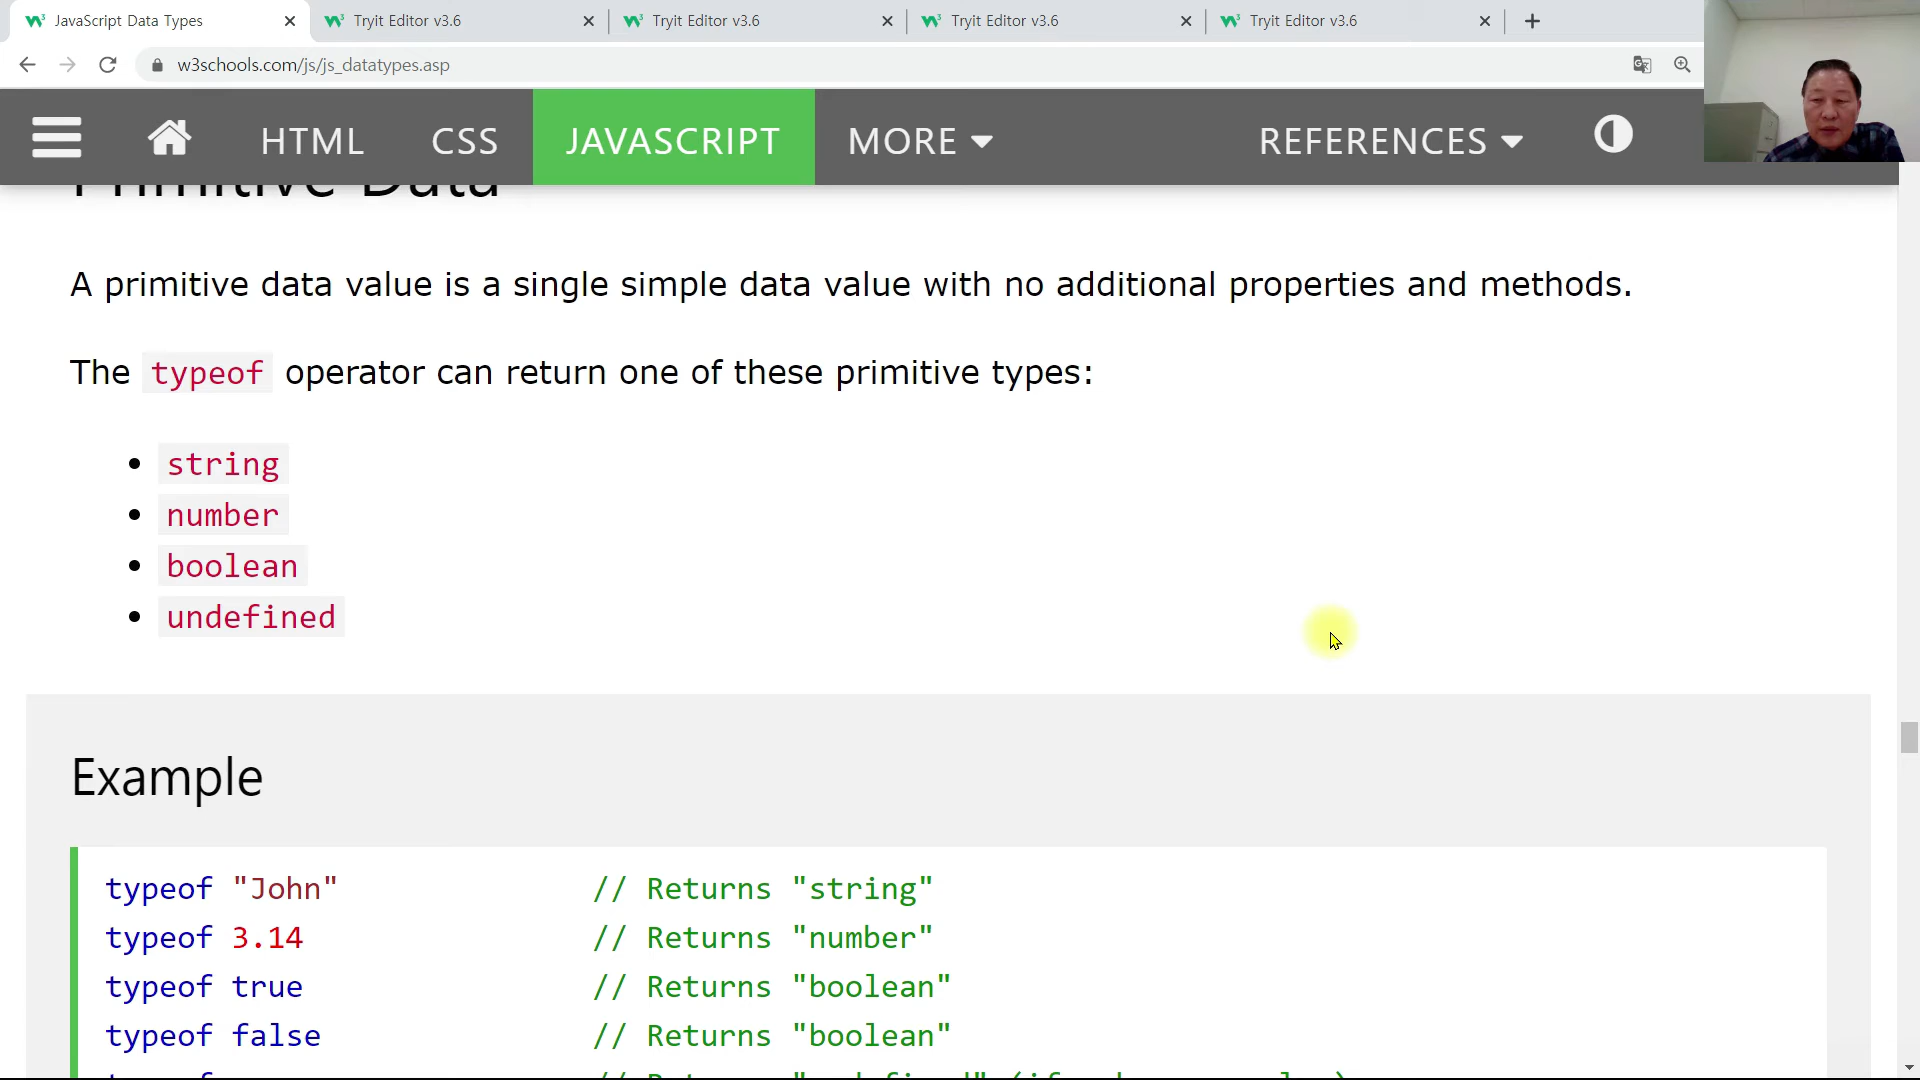 JavaScript Data Types
Tryit Editor v3.6
Tryit Editor v3.6
Tryit Editor v3.6
Tryit Editor v3.6
w3schools.com/js/js_datatypes.asp
HTML CSS JAVASCRIPT MORE REFERENCES
Primitive Data
A primitive data value is a single simple data value with no additional properties and methods.
The typeof operator can return one of these primitive types:
• string
• number
• boolean
• undefined
Example
typeof "John" // Returns "string"
typeof 3.14 // Returns "number"
typeof true // Returns "boolean"
typeof false // Returns "boolean"